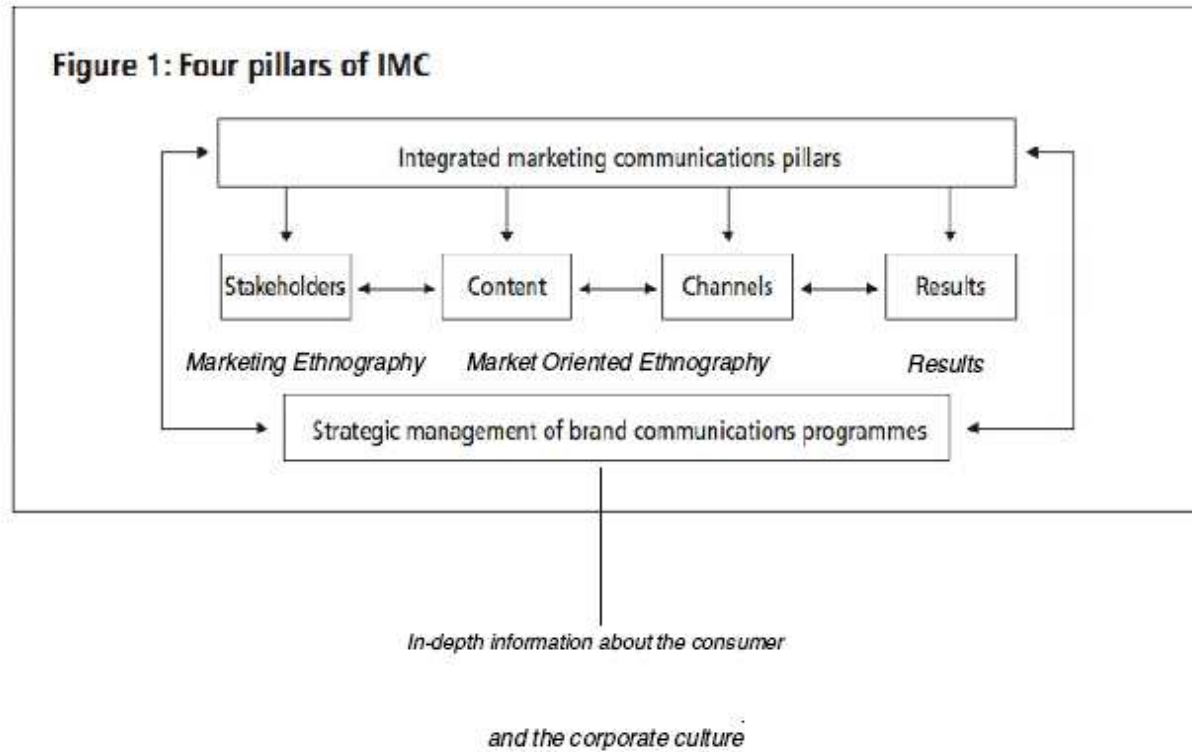 Figure 1: Four pillars of IMC
Integrated marketing communications pillars
Stakeholders
Content
Channels
Results
Marketing Ethnography
Market Oriented Ethnography
Results
Strategic management of brand communications programmes
In-depth information about the consumer
and the corporate culture